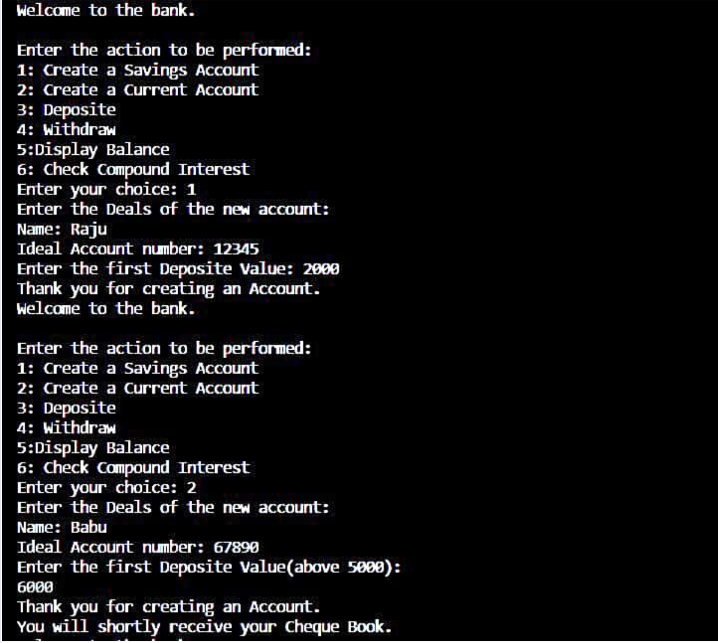 Welcome to the bank.
Enter the action to be performed:
1: Create a Savings Account
2: Create a Current Account
3: Deposite
4: Withdraw
5:Display Balance
6: Check Compound Interest
Enter your choice: 1
Enter the Deals of the new account:
Name: Raju
Ideal Account number: 12345
Enter the first Deposite Value: 2000
Thank you for creating an Account.
Welcome to the bank.
Enter the action to be performed:
1: Create a Savings Account
2: Create a Current Account
3: Deposite
4: Withdraw
5:Display Balance
6: Check Compound Interest
Enter your choice: 2
Enter the Deals of the new account:
Name: Babu
Ideal Account number: 67890
Enter the first Deposite Value(above 5000):
6000
Thank you for creating an Account.
You will shortly receive your Cheque Book.